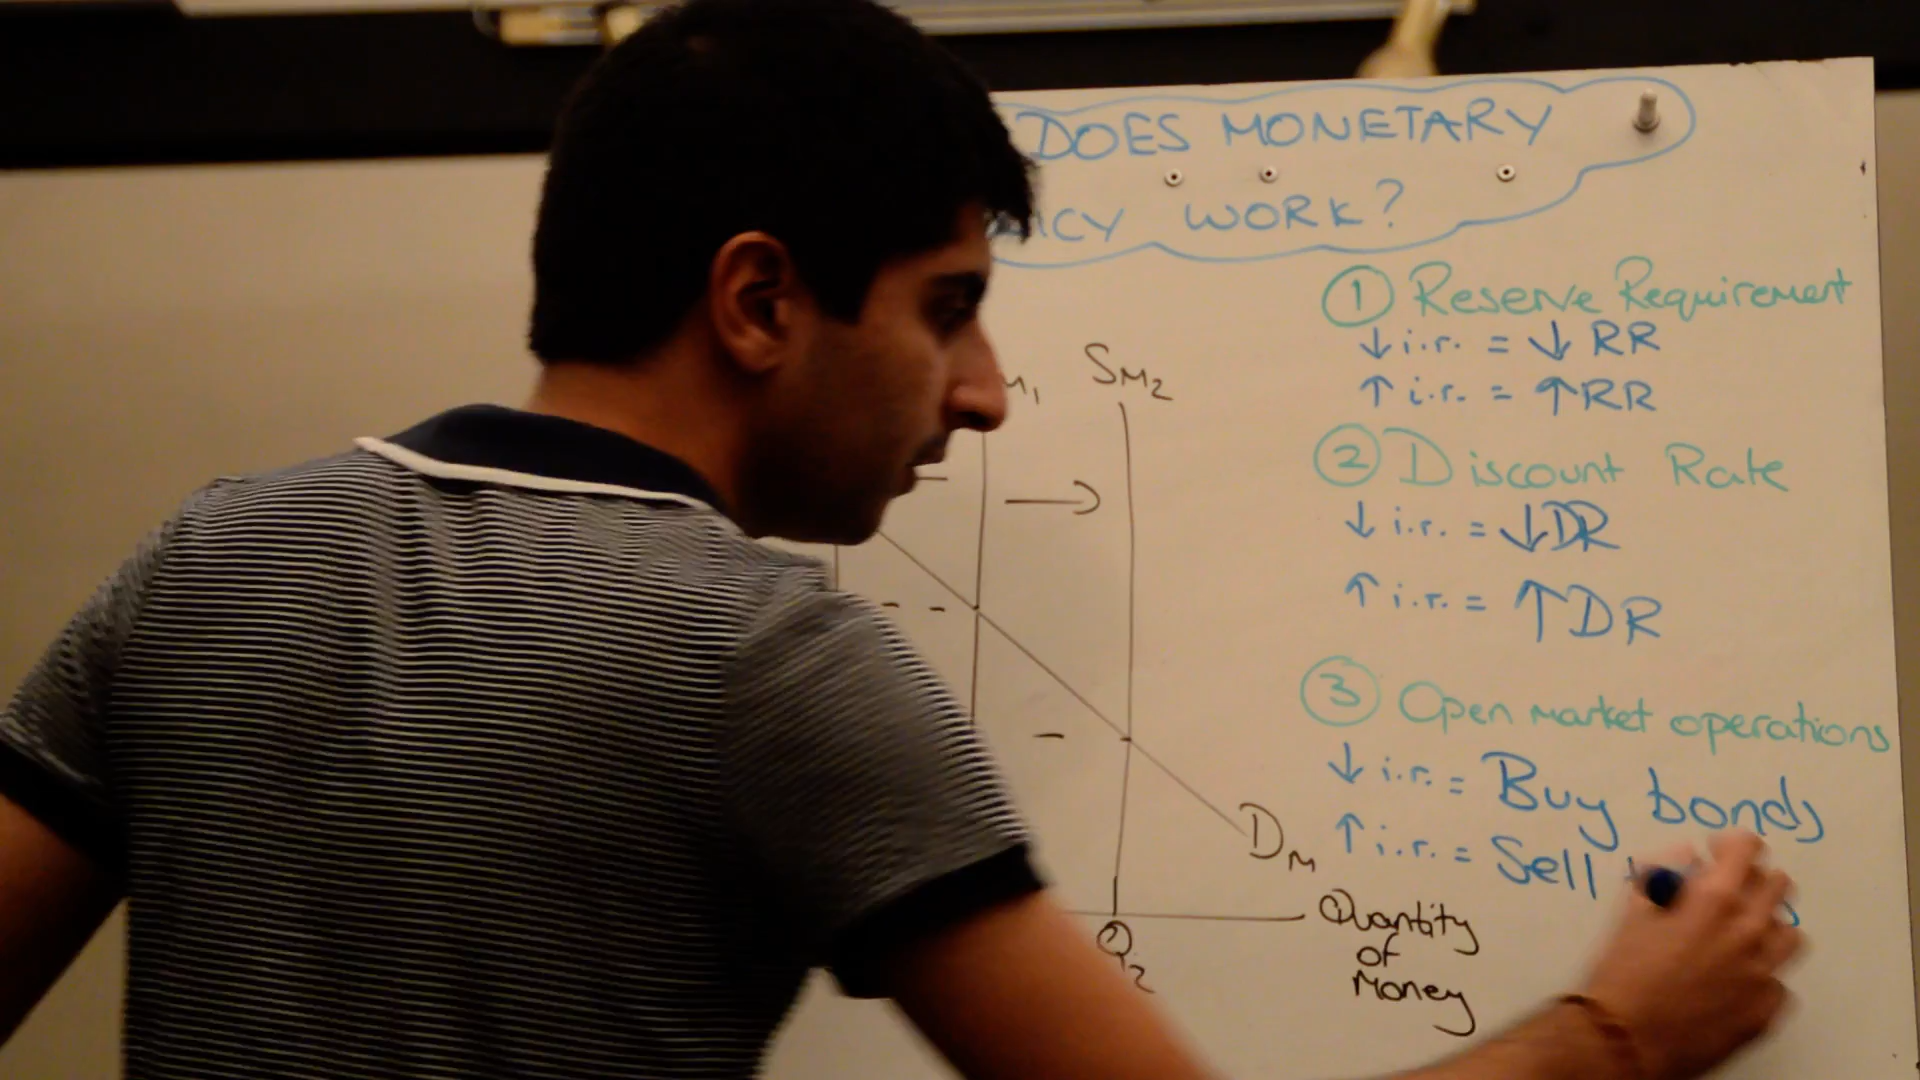 DOES MONETARY
WORK?
① Reserve Requirement
↓ i.r. = ↓ RR
↑ i.r. = ↑ RR
② Discount Rate
↓ i.r. = ↓ DR
↑ i.r. = ↑ DR
③ Open market operations
↓ i.r. = Buy bonds
↑ i.r. = Sell
SM2
DM
Q2
Quantity
of
Money